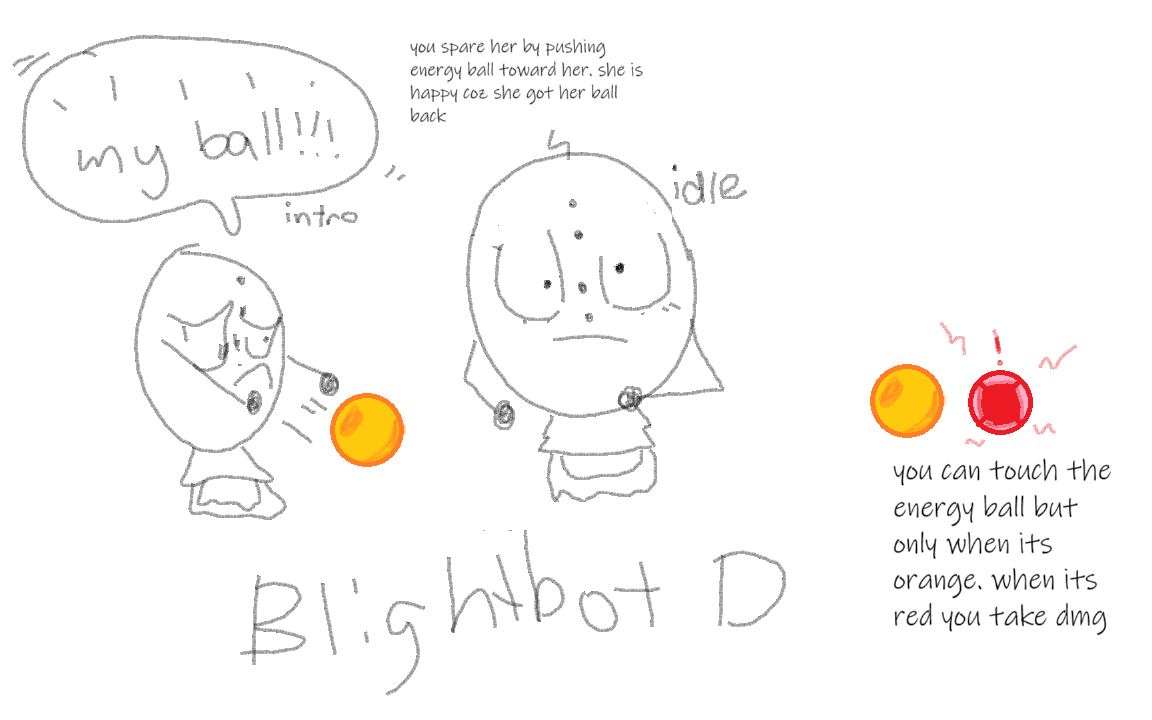 you spare her by pushing
energy ball toward her. she is
happy coz she got her ball
back
my ball!!!
intro
idle
!
you can touch the
energy ball but
only when its
orange. when its
red you take dmg
Blightbot D